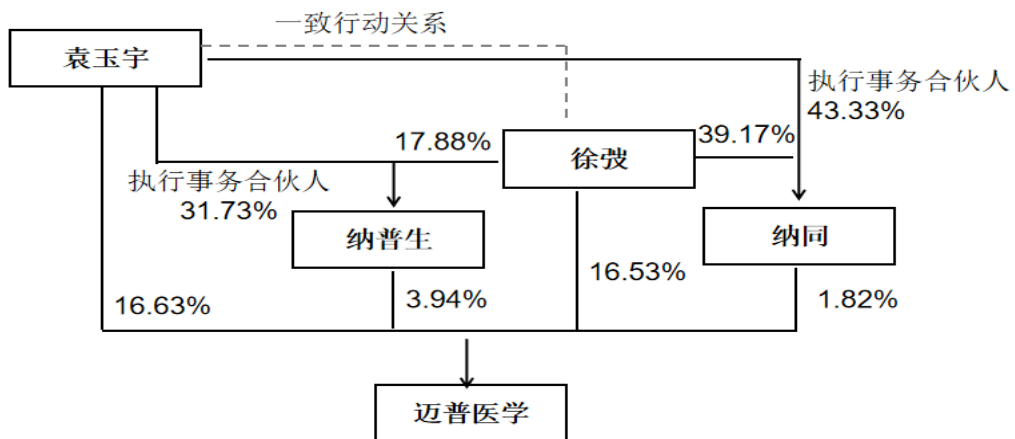 一致行动关系
袁玉宇
执行事务合伙人
43.33%
17.88%
徐弢
39.17%
执行事务合伙人
31.73%
纳普生
纳同
16.63%
3.94%
16.53%
1.82%
迈普医学